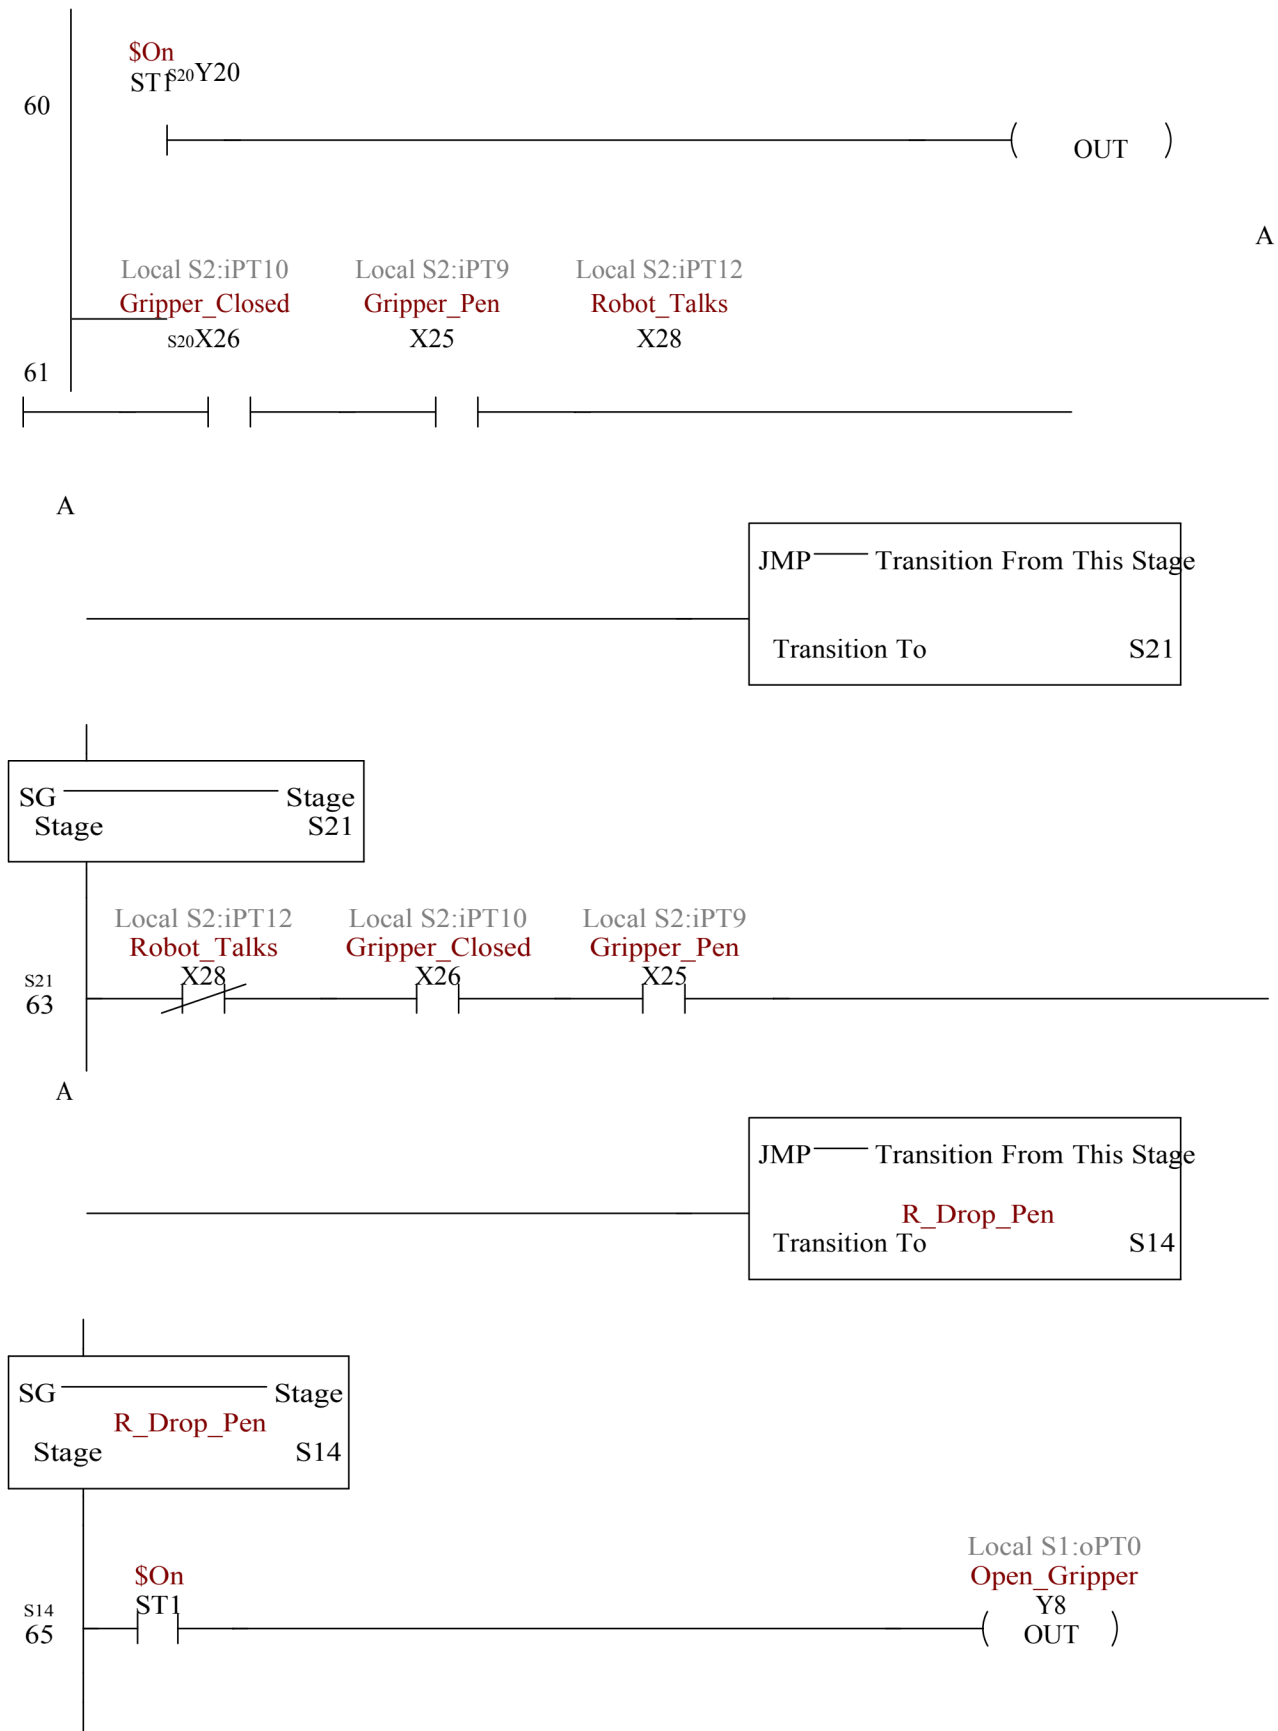 $On
ST1 S20Y20
60
OUT
A
Local S2:iPT10 Local S2:iPT9 Local S2:iPT12
Gripper_Closed Gripper_Pen Robot_Talks
S20X26 X25 X28
61
A
JMP Transition From This Stage
Transition To S21
SG Stage
Stage S21
Local S2:iPT12 Local S2:iPT10 Local S2:iPT9
Robot_Talks Gripper_Closed Gripper_Pen
X28 X26 X25
S21
63
A
JMP Transition From This Stage
R_Drop_Pen
Transition To S14
SG Stage
R_Drop_Pen
Stage S14
Local S1:oPT0
$On Open_Gripper
ST1 Y8
S14
65 OUT